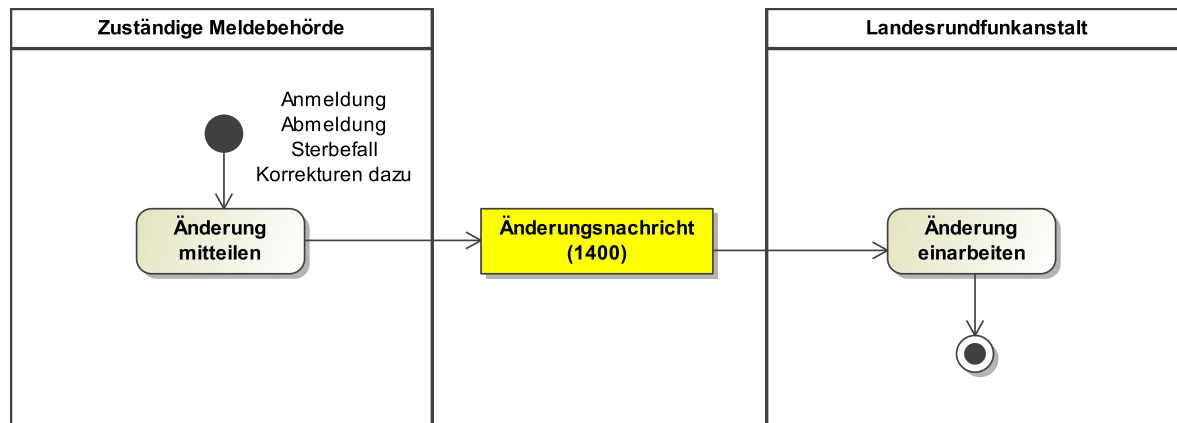 Zuständige Meldebehörde
Landesrundfunkanstalt
Anmeldung
Abmeldung
Sterbefall
Korrekturen dazu
Änderung
mitteilen
Änderungsnachricht
(1400)
Änderung
einarbeiten